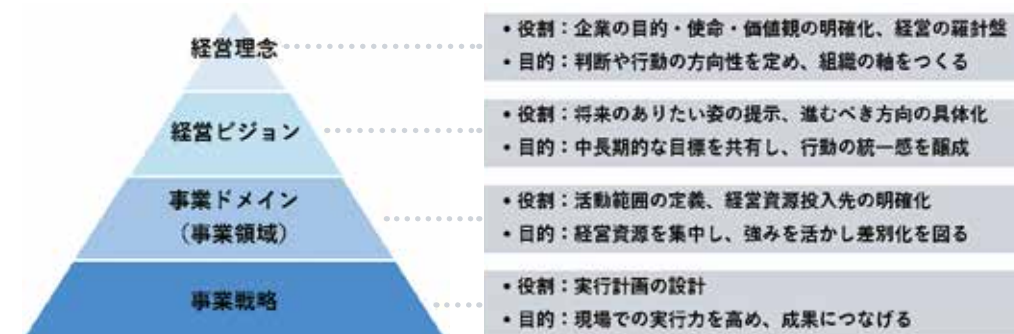 経営理念
• 役割：企業の目的・使命・価値観の明確化、経営の羅針盤
• 目的：判断や行動の方向性を定め、組織の軸をつくる
経営ビジョン
• 役割：将来のありたい姿の提示、進むべき方向の具体化
• 目的：中長期的な目標を共有し、行動の統一感を醸成
事業ドメイン
（事業領域）
• 役割：活動範囲の定義、経営資源投入先の明確化
• 目的：経営資源を集中し、強みを活かし差別化を図る
事業戦略
• 役割：実行計画の設計
• 目的：現場での実行力を高め、成果につなげる